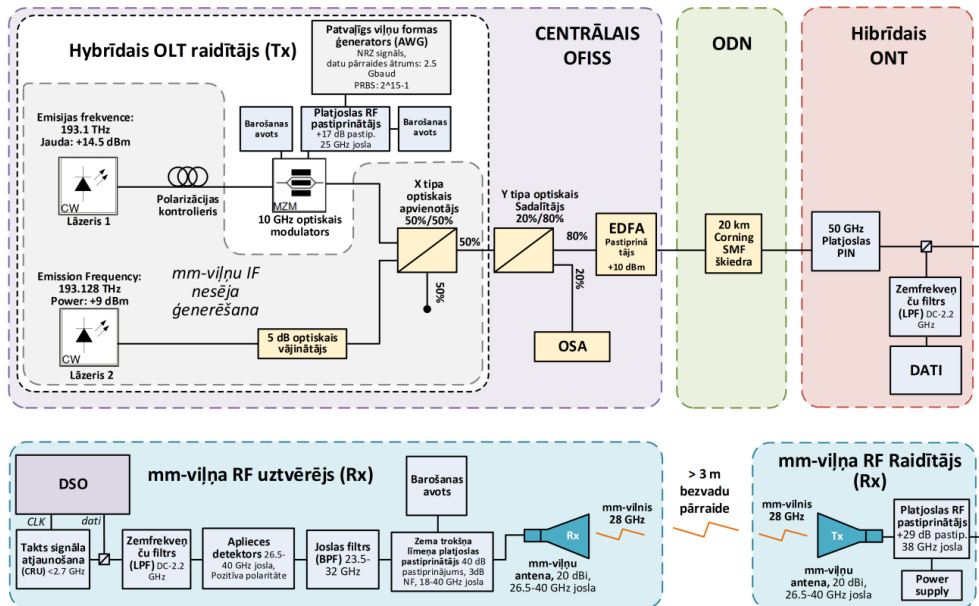 Hybrīdais OLT raidītājs (Tx)
Patvaļīgs viļņu formas
ģenerators (AWG)
NRZ signāls,
datu pārraides ātrums: 2.5
Gbaud
PRBS: 2^15-1
CENTRĀLAIS
OFISS
ODN
Hibrīdais
ONT
Barošanas
avots
Platjoslas RF
pastiprinātājs
+17 dB pastip.
25 GHz josla
Barošanas
avots
Emisijas frekvence:
193.1 THz
Jauda: +14.5 dBm
CW
Lāzeris 1
Polarizācijas
kontrolieris
MZM
10 GHz optiskais
modulators
X tipa
optiskais
apvienotājs
50%/50%
50%
50%
Y tipa optiskais
Sadalītājs
20%/80%
80%
20%
EDFA
Pastiprinā
tājs
+10 dBm
20 km
Corning
SMF
šķiedra
50 GHz
Platjoslas
PIN
Emission Frequency:
193.128 THz
Power: +9 dBm
mm-viļņu IF
nesēja
ģenerēšana
CW
Lāzeris 2
5 dB optiskais
vājinātājs
OSA
Zemfrekven
ču filtrs
(LPF) DC-2.2
GHz
DATI
mm-viļņa RF uztvērējs (Rx)
DSO
CLK
dati
Barošanas
avots
Takts signāla
atjaunošana
(CRU) <2.7 GHz
Zemfrekven
ču filtrs
(LPF) DC-2.2
GHz
Aplieces
detektors 26.5-
40 GHz josla,
Pozitīva polaritāte
Joslas filtrs
(BPF) 23.5-
32 GHz
Zema trokšņa
līmeņa platjoslas
pastiprinātājs 40 dB
pastiprinājums, 3dB
NF, 18-40 GHz josla
Rx
mm-viļņu
antena, 20 dBi,
26.5-40 GHz josla
mm-vilnis
28 GHz
> 3 m
bezvadu
pārraide
mm-viļņa RF Raidītājs
(Rx)
mm-vilnis
28 GHz
Tx
mm-viļņu
antena, 20 dBi,
26.5-40 GHz josla
Platjoslas RF
pastiprinātājs
+29 dB pastip.
38 GHz josla
Power
supply